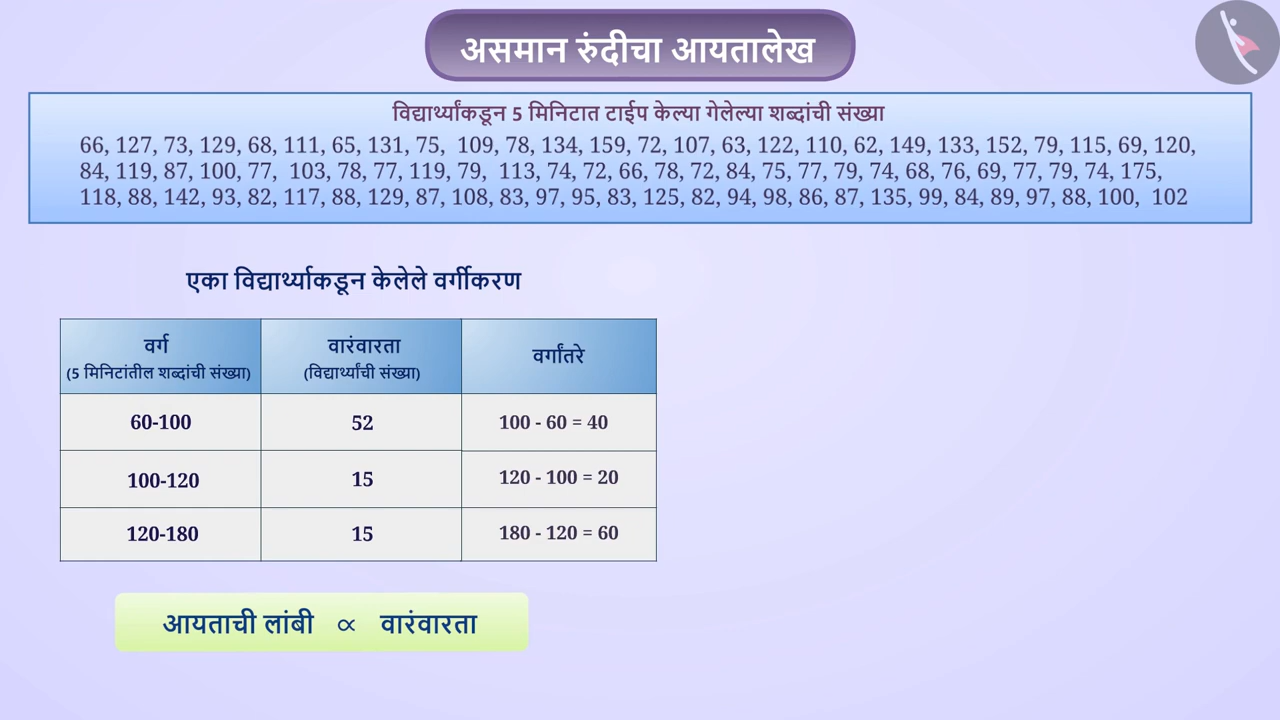 असमान रुंदीचा आयतालेख
विद्यार्थ्यांकडून 5 मिनिटात टाईप केल्या गेलेल्या शब्दांची संख्या
66, 127, 73, 129, 68, 111, 65, 131, 75, 109, 78, 134, 159, 72, 107, 63, 122, 110, 62, 149, 133, 152, 79, 115, 69, 120,
84, 119, 87, 100, 77, 103, 78, 77, 119, 79, 113, 74, 72, 66, 78, 72, 84, 75, 77, 79, 74, 68, 76, 69, 77, 79, 74, 175,
118, 88, 142, 93, 82, 117, 88, 129, 87, 108, 83, 97, 95, 83, 125, 82, 94, 98, 86, 87, 135, 99, 84, 89, 97, 88, 100, 102
एका विद्यार्थ्याकडून केलेले वर्गीकरण
वर्ग वारंवारता वर्गांतरे
(5 मिनिटांतील शब्दांची संख्या) (विद्यार्थ्यांची संख्या)
60-100 52 100 - 60 = 40
100-120 15 120 - 100 = 20
120-180 15 180 - 120 = 60
आयताची लांबी ∝ वारंवारता